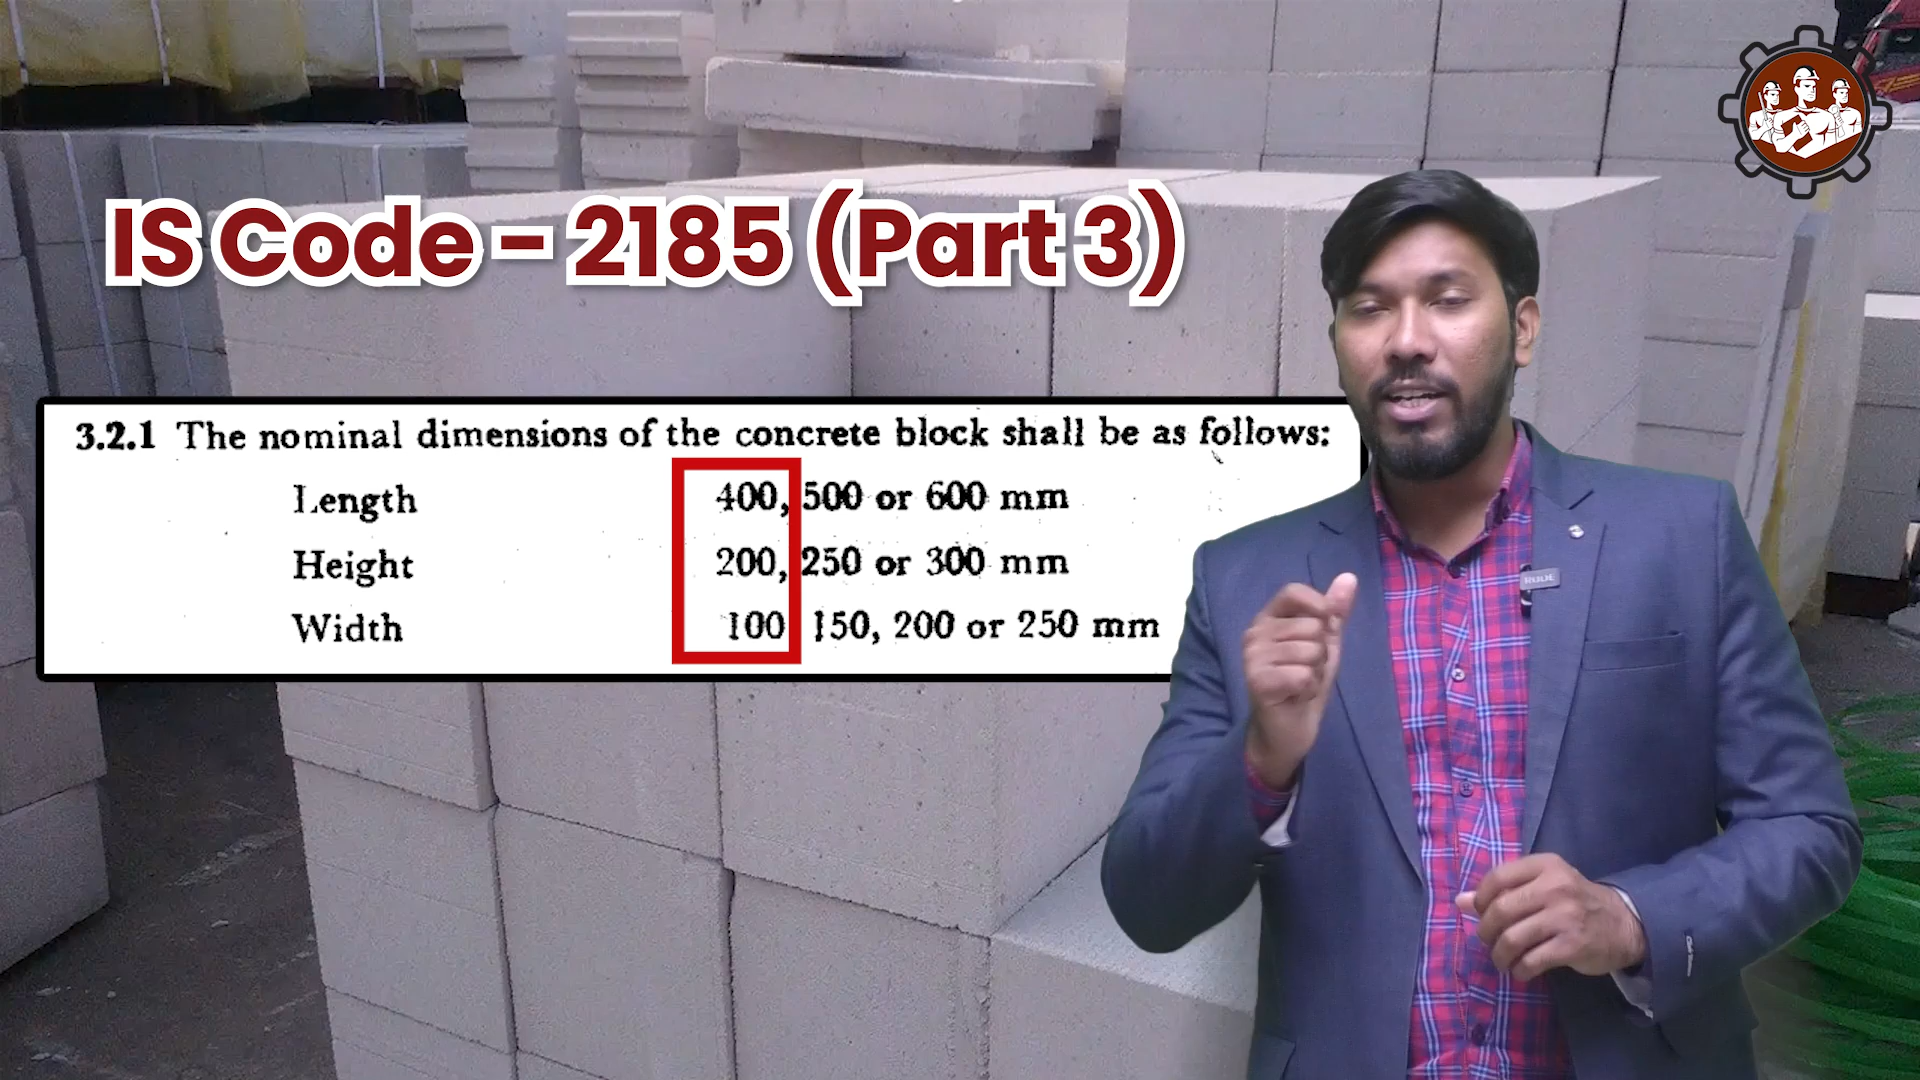 IS Code - 2185 (Part 3)
3.2.1 The nominal dimensions of the concrete block shall be as follows:
Length 400, 500 or 600 mm
Height 200, 250 or 300 mm
Width 100 150, 200 or 250 mm
RODE